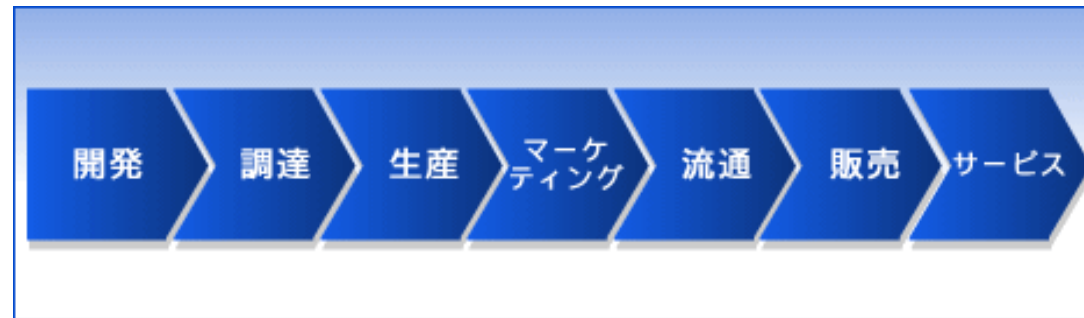 開発
調達
生産
マーケ
ティング
流通
販売
サービス